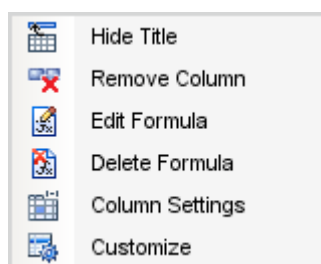 Hide Title
Remove Column
Edit Formula
Delete Formula
Column Settings
Customize